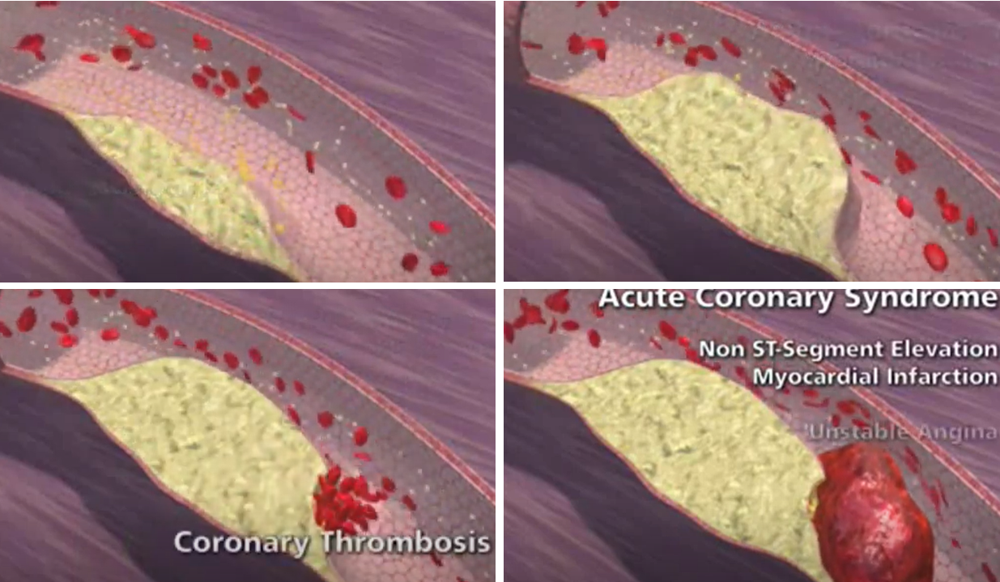 Coronary Thrombosis
Acute Coronary Syndrome
Non ST-Segment Elevation
Myocardial Infarction
Unstable Angina